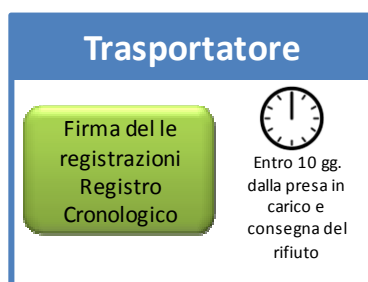 Trasportatore
Firma del le
registrazioni
Registro
Cronologico
Entro 10 gg.
dalla presa in
carico e
consegna del
rifiuto